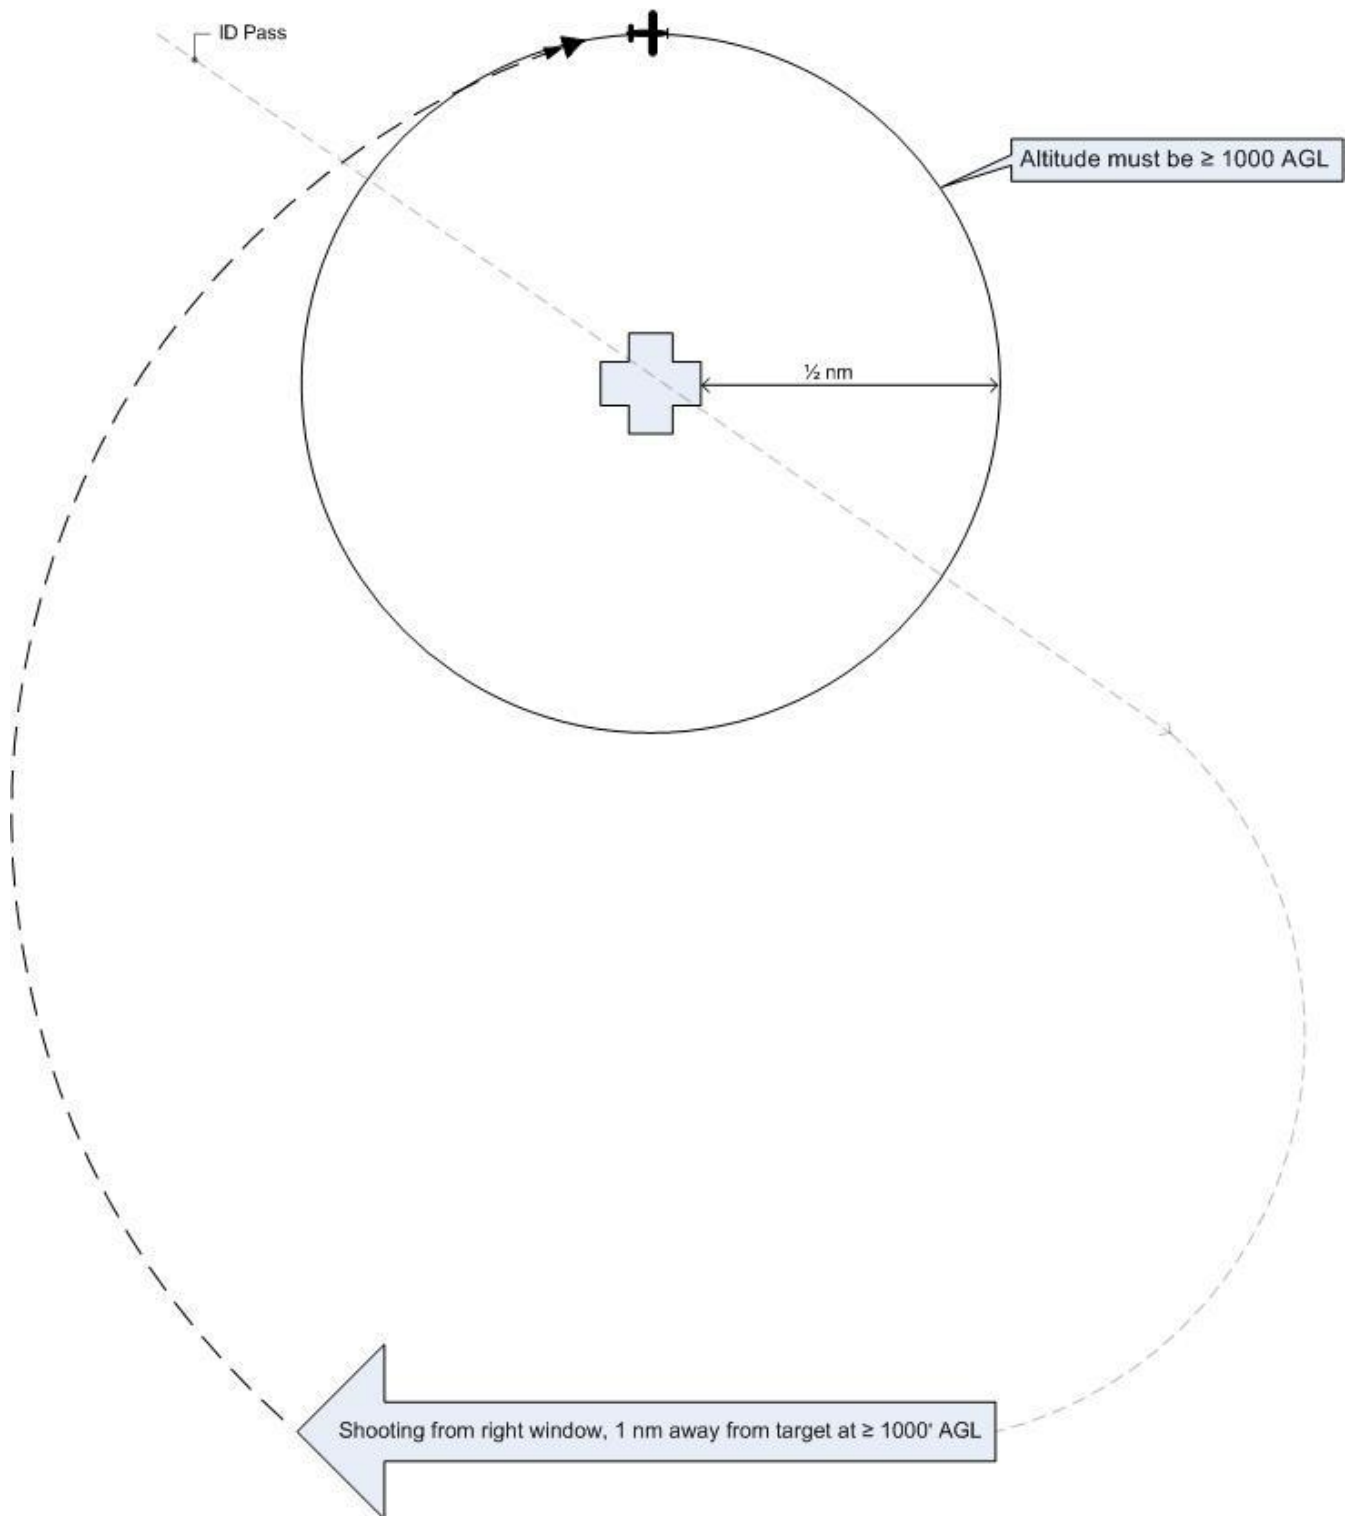 ID Pass
Altitude must be ≥ 1000 AGL
½ nm
Shooting from right window, 1 nm away from target at ≥ 1000' AGL